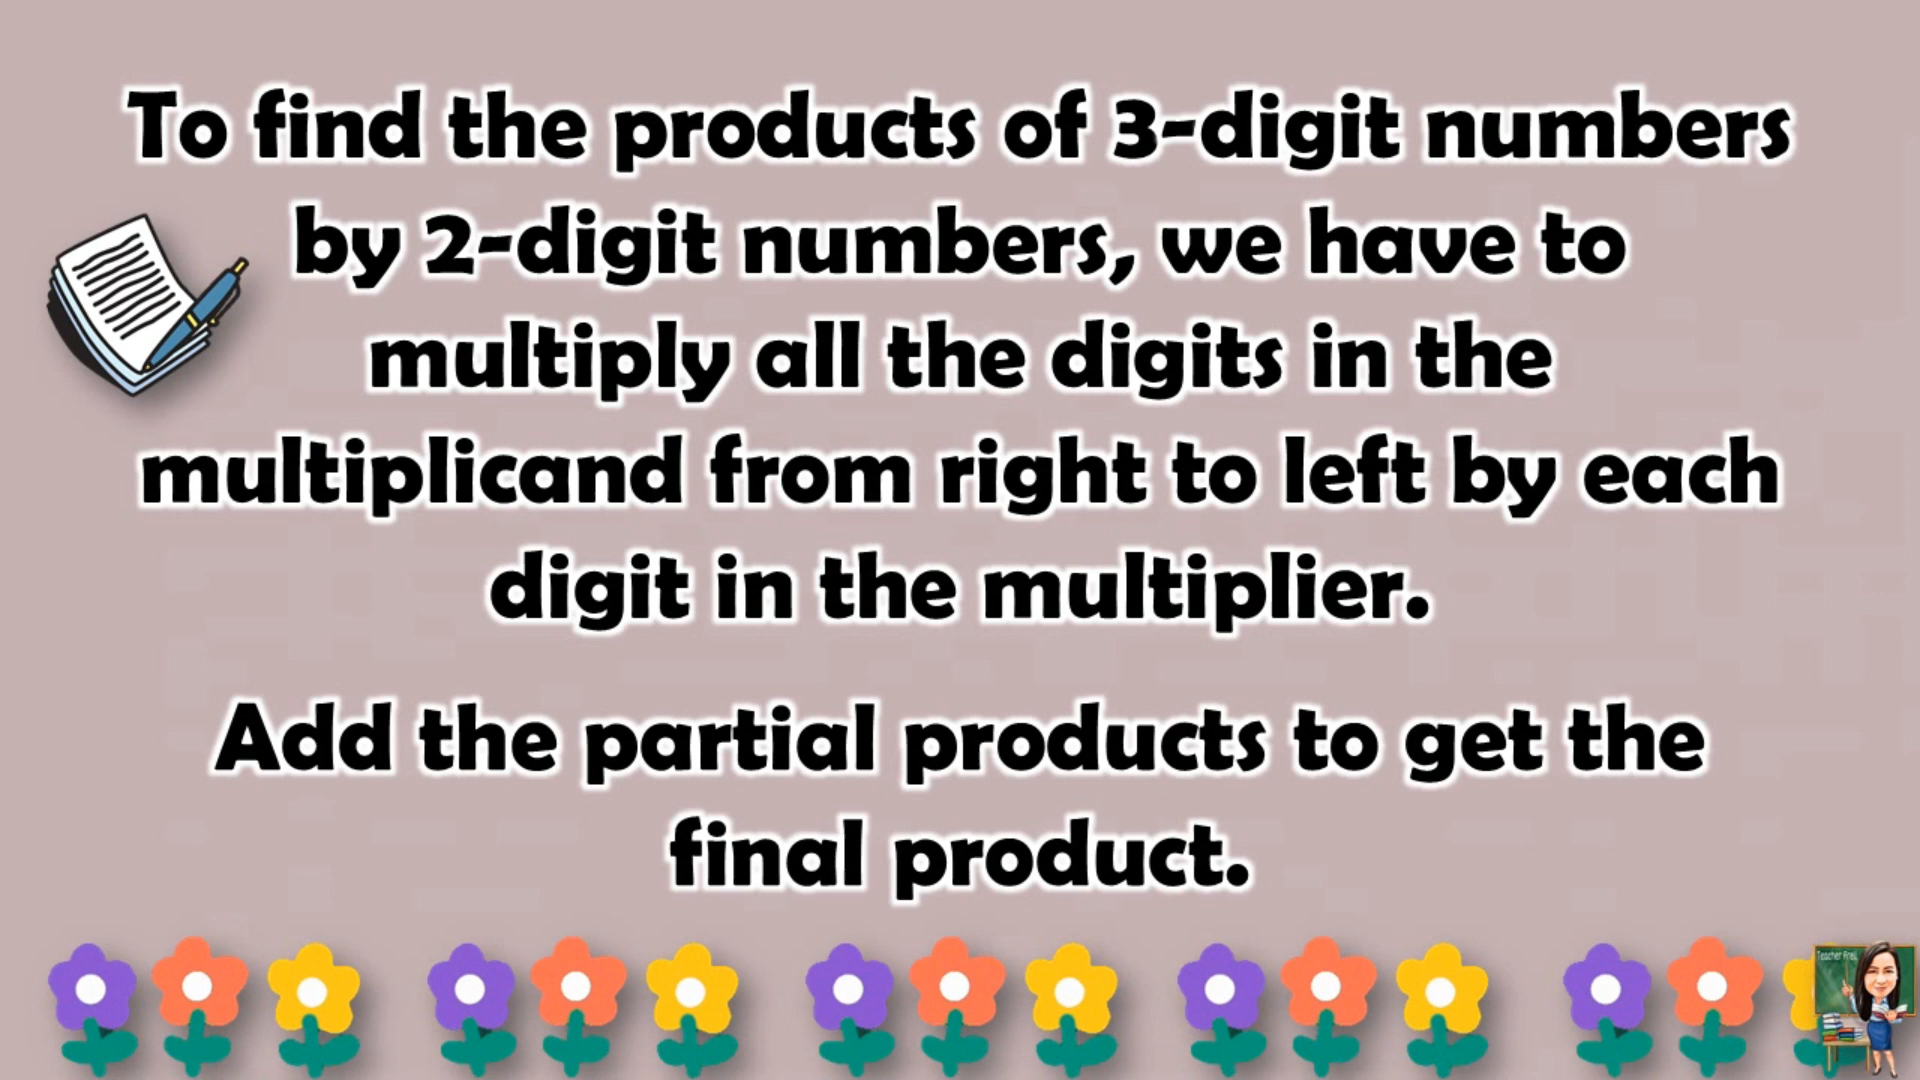 To find the products of 3-digit numbers
by 2-digit numbers, we have to
multiply all the digits in the
multiplicand from right to left by each
digit in the multiplier.
Add the partial products to get the
final product.